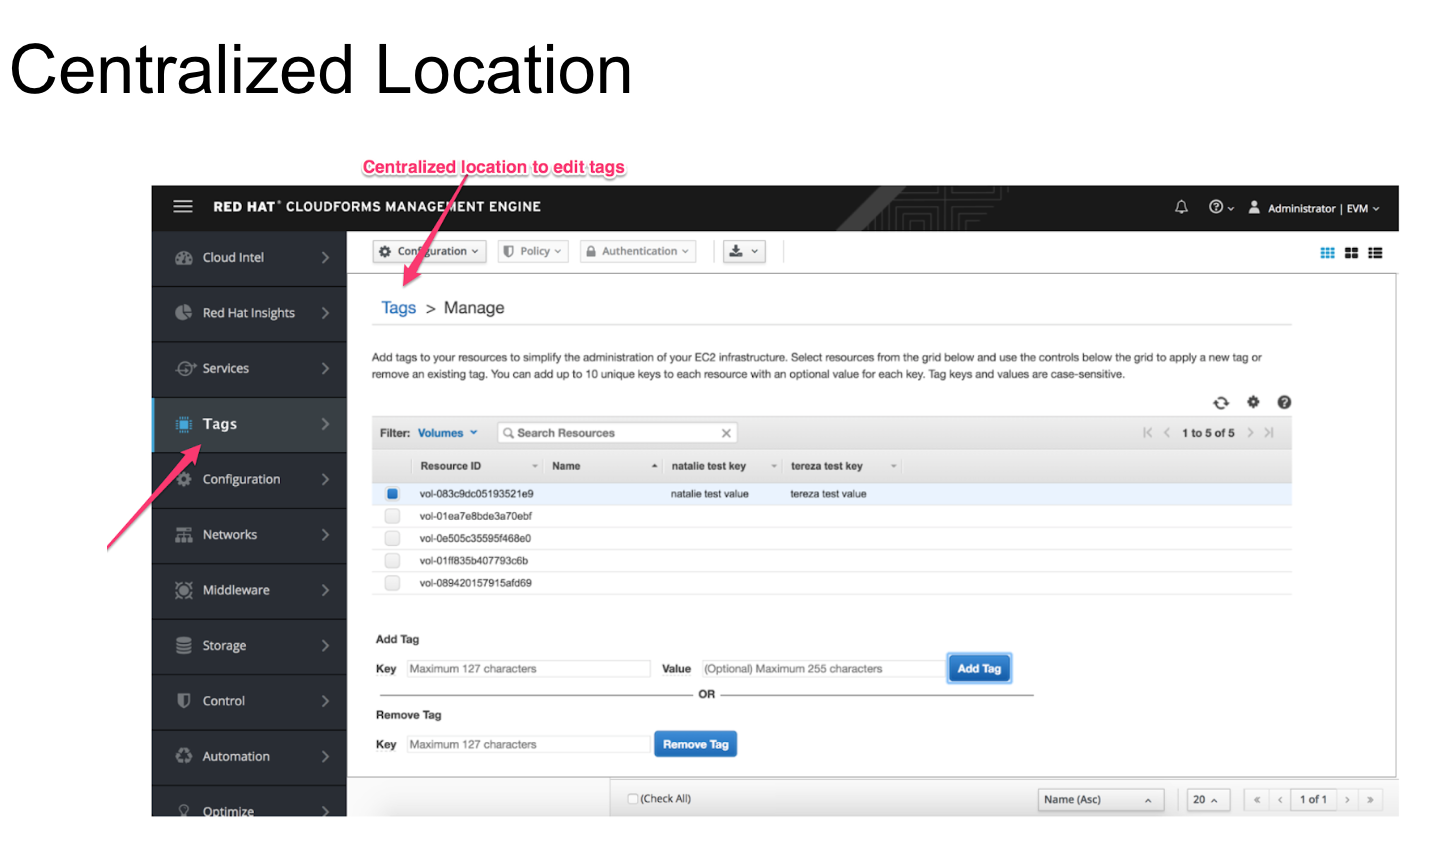 Centralized Location
Centralized location to edit tags
RED HAT® CLOUDFORMS MANAGEMENT ENGINE
Administrator | EVM
Cloud Intel
Red Hat Insights
Services
Tags
Configuration
Networks
Middleware
Storage
Control
Automation
Optimize
Configuration Policy Authentication
Tags > Manage
Add tags to your resources to simplify the administration of your EC2 infrastructure. Select resources from the grid below and use the controls below the grid to apply a new tag or
remove an existing tag. You can add up to 10 unique keys to each resource with an optional value for each key. Tag keys and values are case-sensitive.
Filter: Volumes Search Resources 1 to 5 of 5
Resource ID Name natalie test key tereza test key
vol-083c9dc05193521e9 natalie test value tereza test value
vol-01ea7e8bde3a70ebf
vol-0e505c35595f468e0
vol-01ff835b407793c6b
vol-089420157915afd69
Add Tag
Key Maximum 127 characters Value (Optional) Maximum 255 characters Add Tag
OR
Remove Tag
Key Maximum 127 characters Remove Tag
(Check All) Name (Asc) 20 1 of 1